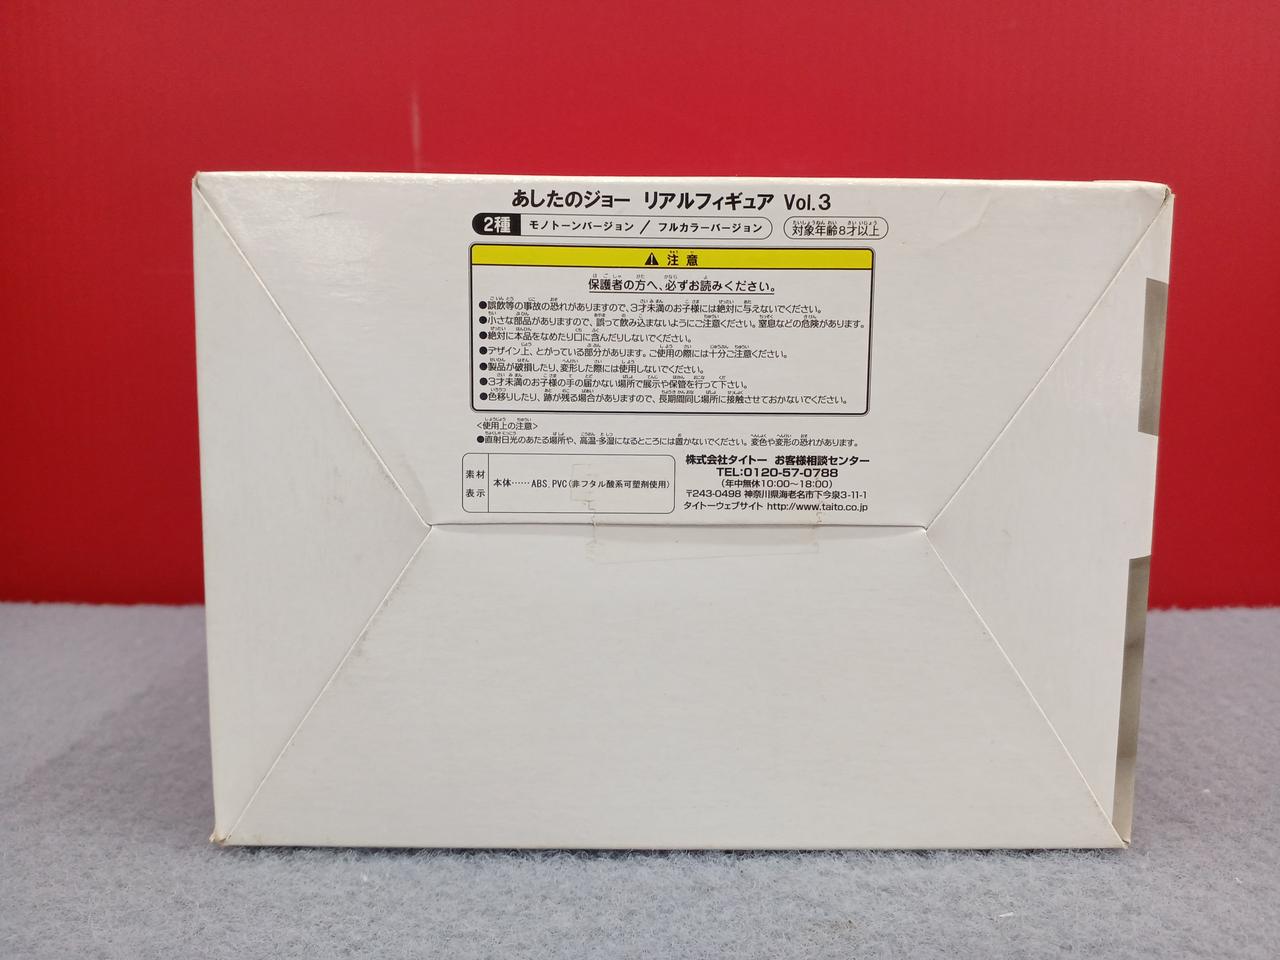 あしたのジョー リアルフィギュア Vol.3
2種 モノトーンバージョン / フルカラーバージョン 対象年齢8才以上
注意
保護者の方へ、必ずお読みください。
●誤飲等の事故の恐れがありますので、3才未満のお子様には絶対に与えないでください。
●小さな部品がありますので、誤って飲み込まないようにご注意ください。窒息などの危険があります。
●絶対に本品をなめたり口に含んだりしないでください。
●デザイン上、とがっている部分があります。ご使用の際には十分ご注意ください。
●製品が破損したり、変形した際には使用しないでください。
●3才未満のお子様の手の届かない場所で展示や保管を行って下さい。
●色移りしたり、跡が残る場合がありますので、長期間同じ場所に接触させておかないでください。
<使用上の注意>
●直射日光のあたる場所や、高温・多湿になるところには置かないでください。変色や変形の恐れがあります。
素材表示
本体……ABS、PVC(非フタル酸系可塑剤使用)
株式会社タイトー お客様相談センター
TEL:0120-57-0788
(年中無休10:00～18:00)
〒243-0498 神奈川県海老名市下今泉3-11-1
タイトーウェブサイト http://www.taito.co.jp